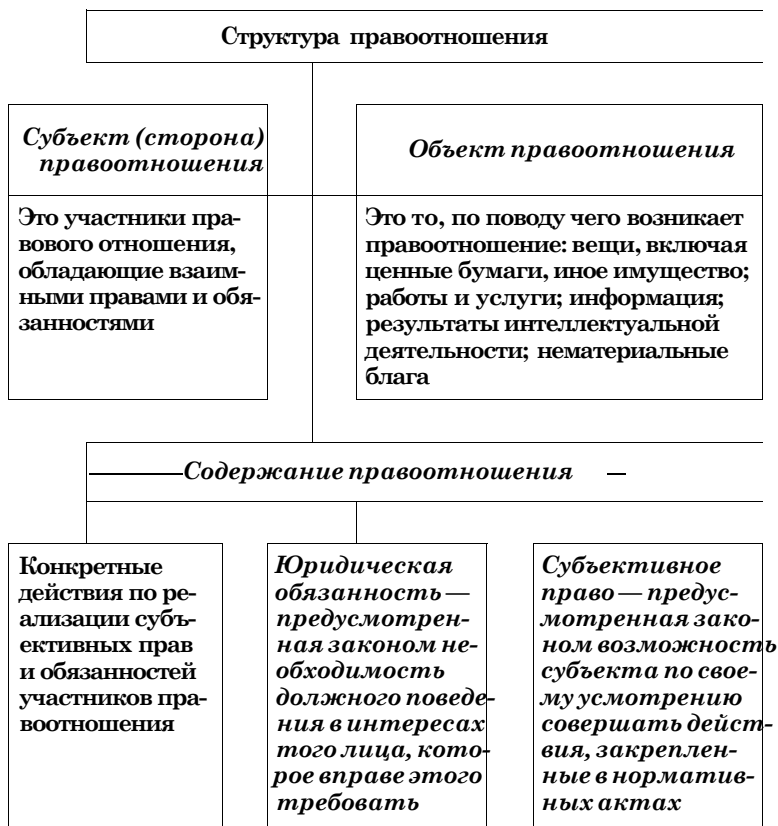 Структура правоотношения
Субъект (сторона)
правоотношения
Объект правоотношения
Это участники пра-
вового отношения,
обладающие взаим-
ными правами и обя-
занностями
Это то, по поводу чего возникает
правоотношение: вещи, включая
ценные бумаги, иное имущество;
работы и услуги; информация;
результаты интеллектуальной
деятельности; нематериальные
блага
Содержание правоотношения
Конкретные
действия по ре-
ализации субъ-
ективных прав
и обязанностей
участников пра-
воотношения
Юридическая
обязанность —
предусмотрен-
ная законом не-
обходимость
должного поведе-
ния в интересах
того лица, кото-
рое вправе этого
требовать
Субъективное
право — предус-
мотренная зако-
ном возможность
субъекта по свое-
му усмотрению
совершать дейст-
вия, закреплен-
ные в норматив-
ных актах